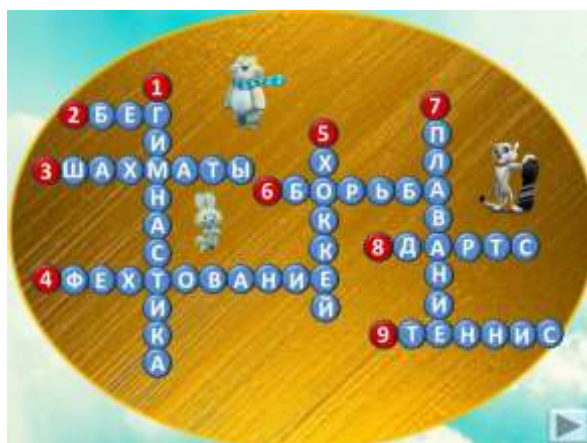 1 ГИМНАСТИКА
2 БЕГ
3 ШАХМАТЫ
4 ФЕХТОВАНИЕ
5 ХОККЕЙ
6 БОРЬБА
7 ПЛАВАНИЕ
8 ДАРТС
9 ТЕННИС